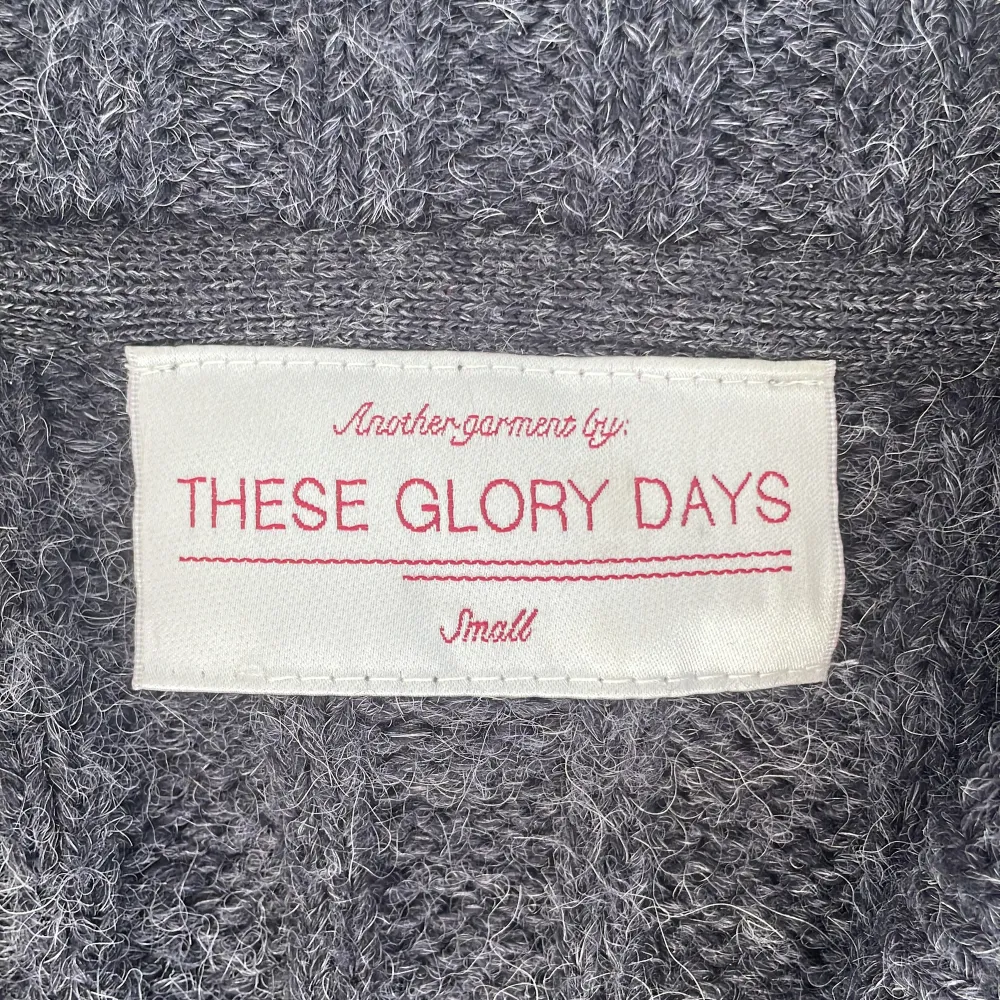 Another garment by:
THESE GLORY DAYS
Small